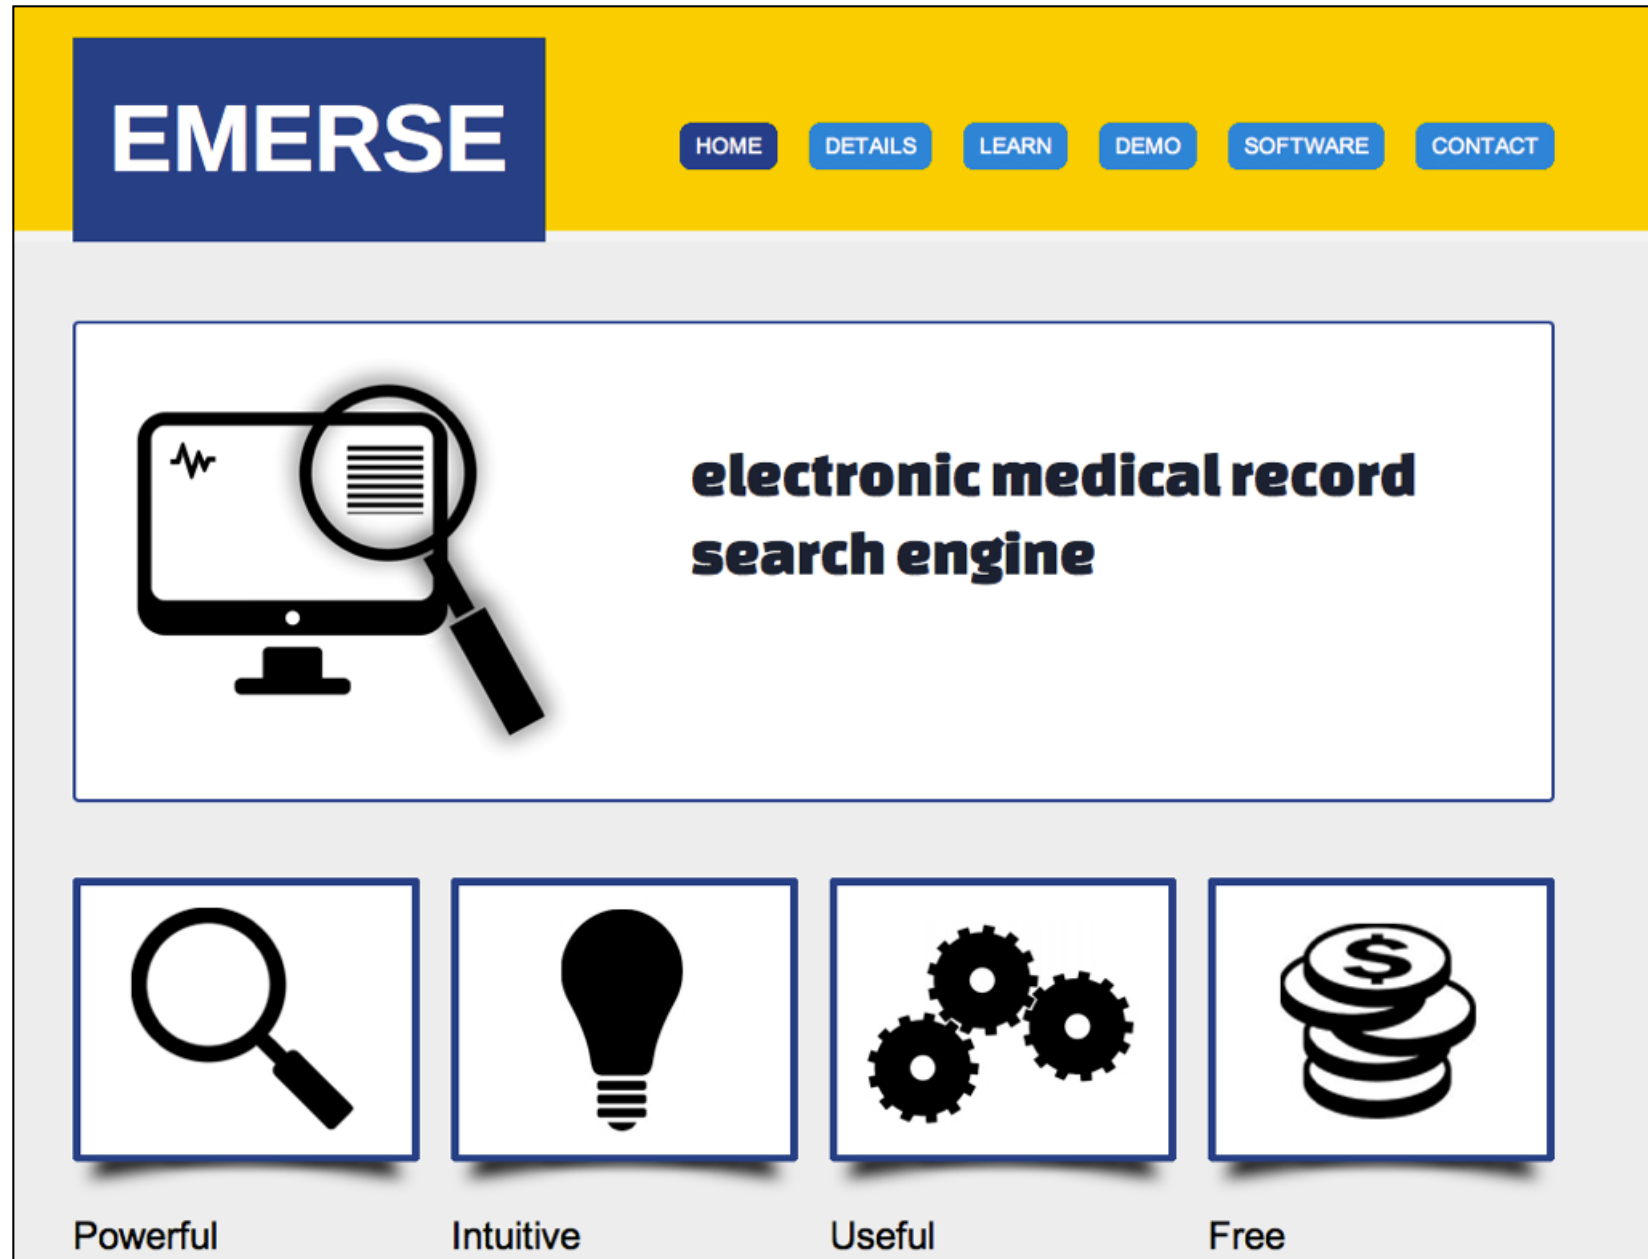 EMERSE
HOME DETAILS LEARN DEMO SOFTWARE CONTACT
electronic medical record
search engine
$
Powerful Intuitive Useful Free